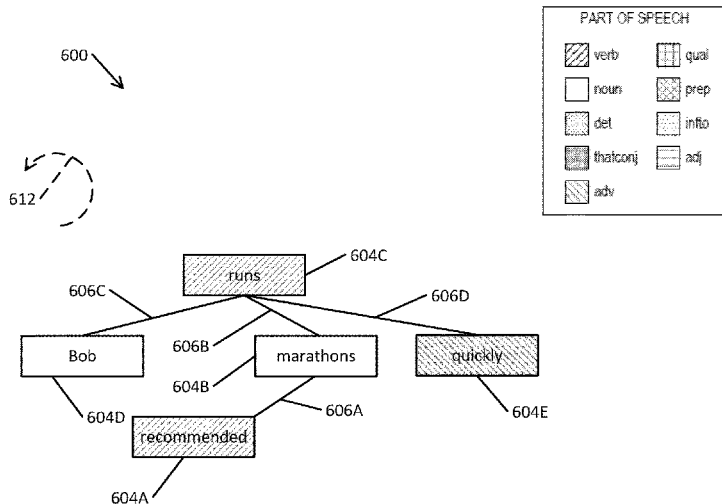 PART OF SPEECH
verb
qual
noun
prep
det
infto
thatconj
adj
adv
600
612
runs
604C
606C
606D
606B
Bob
marathons
quickly
604B
604D
606A
604E
recommended
604A